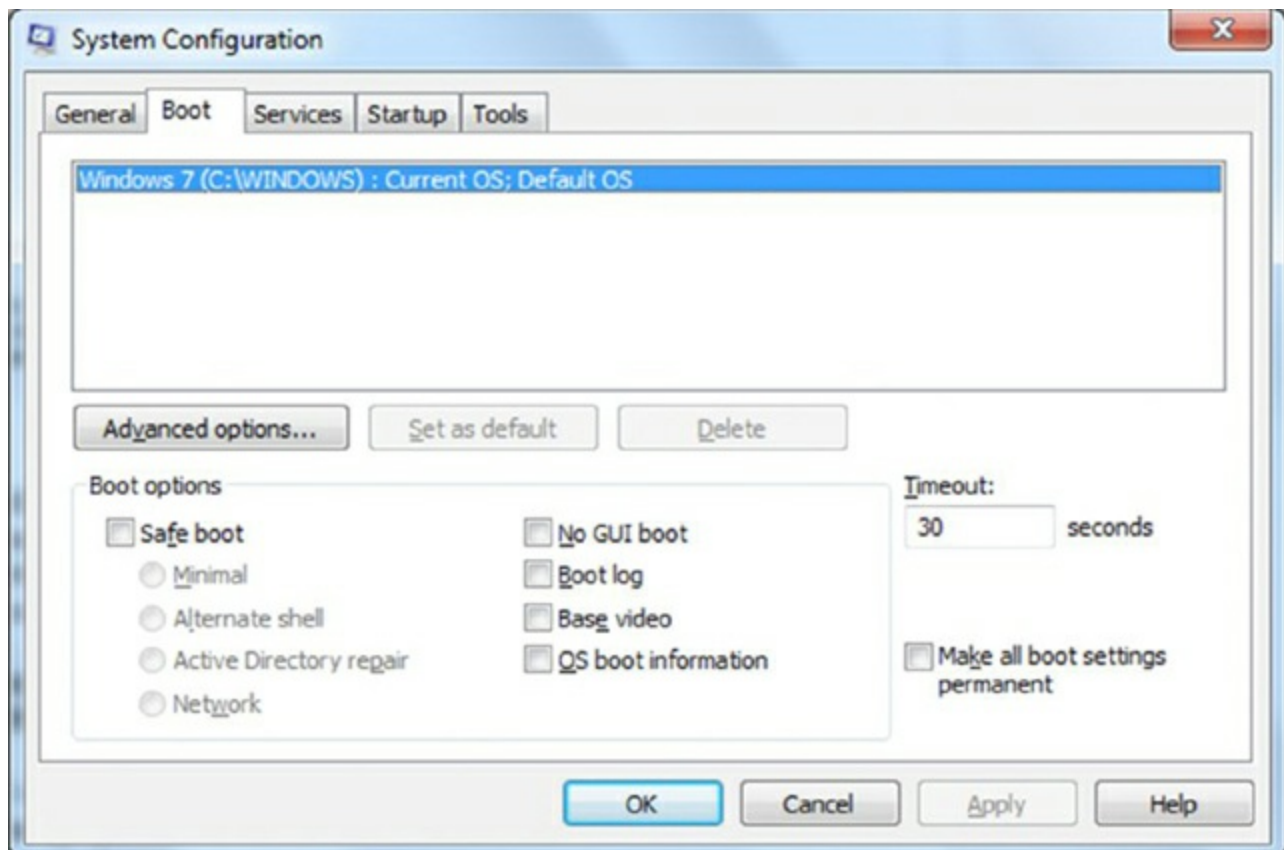 System Configuration
General Boot Services Startup Tools
Windows 7 (C:\WINDOWS) : Current OS; Default OS
Advanced options... Set as default Delete
Boot options
Timeout:
Safe boot No GUI boot 30 seconds
Minimal Boot log
Alternate shell Base video
Active Directory repair OS boot information Make all boot settings
permanent
Network
OK Cancel Apply Help